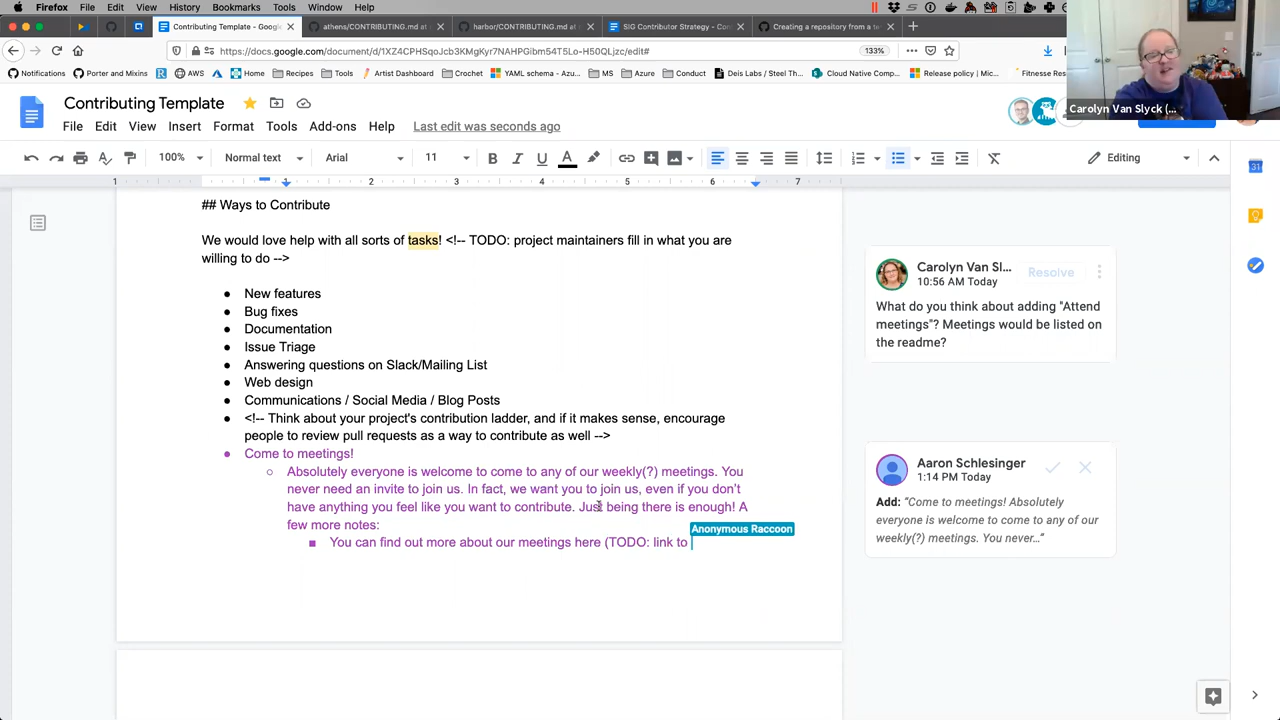 Firefox File Edit View History Bookmarks Tools Window Help
Contributing Template - Google
athens/CONTRIBUTING.md at
harbor/CONTRIBUTING.md at
SIG Contributor Strategy - Con
Creating a repository from a te
https://docs.google.com/document/d/1XZ4CPHSqoJcb3KMgKyr7NAHPGibm54T5Lo-H50QLjzc/edit#
133%
Notifications Porter and Mixins AWS Home Recipes Tools Artist Dashboard Crochet YAML schema - Azu... MS Azure Conduct Deis Labs / Steel Th... Cloud Native Comp... Release policy | Mic... Fitnesse Res
Carolyn Van Slyck (...
Contributing Template
File Edit View Insert Format Tools Add-ons Help Last edit was seconds ago
100% Normal text Arial 11 B I U A Editing
1 1 2 3 4 5 6 7
31
## Ways to Contribute
We would love help with all sorts of tasks! <!-- TODO: project maintainers fill in what you are
willing to do -->
● New features
● Bug fixes
● Documentation
● Issue Triage
● Answering questions on Slack/Mailing List
● Web design
● Communications / Social Media / Blog Posts
● <!-- Think about your project's contribution ladder, and if it makes sense, encourage
people to review pull requests as a way to contribute as well -->
● Come to meetings!
○ Absolutely everyone is welcome to come to any of our weekly(?) meetings. You
never need an invite to join us. In fact, we want you to join us, even if you don't
have anything you feel like you want to contribute. Just being there is enough! A
few more notes:
Anonymous Raccoon
■ You can find out more about our meetings here (TODO: link to
Carolyn Van Sl...
Resolve
10:56 AM Today
What do you think about adding "Attend
meetings"? Meetings would be listed on
the readme?
Aaron Schlesinger
1:14 PM Today
Add: “Come to meetings! Absolutely
everyone is welcome to come to any of our
weekly(?) meetings. You never...”